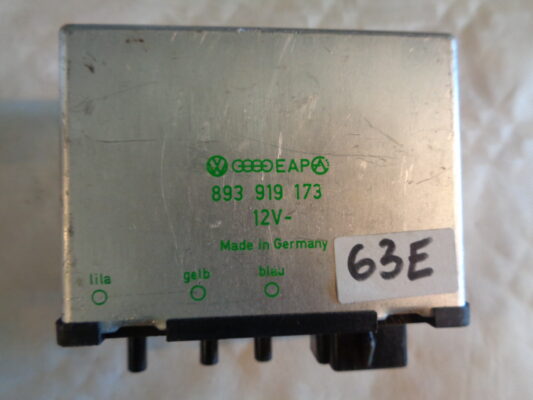 EAP
893 919 173
12V-
Made in Germany
63E
lila gelb blau